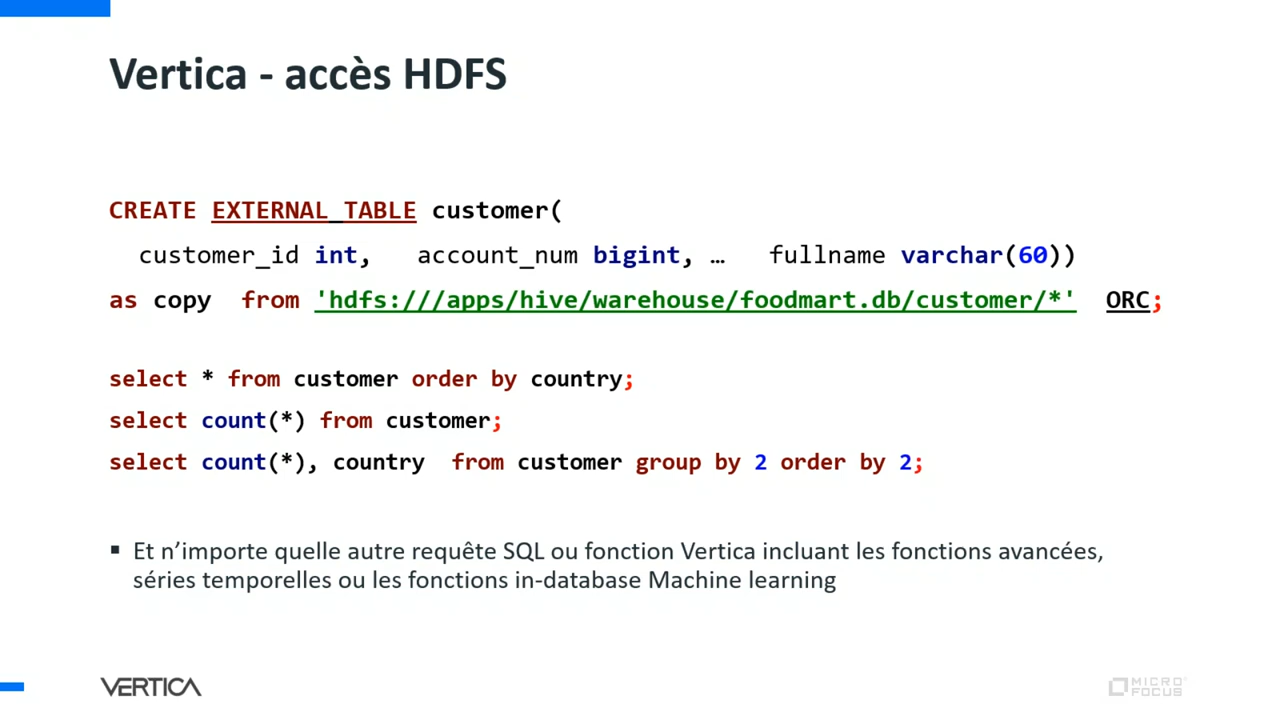 Vertica - accès HDFS
CREATE EXTERNAL_TABLE customer(
customer_id int, account_num bigint, … fullname varchar(60))
as copy from 'hdfs:///apps/hive/warehouse/foodmart.db/customer/*' ORC;
select * from customer order by country;
select count(*) from customer;
select count(*), country from customer group by 2 order by 2;
▪ Et n’importe quelle autre requête SQL ou fonction Vertica incluant les fonctions avancées,
séries temporelles ou les fonctions in-database Machine learning
VERTICA
MICRO
FOCUS